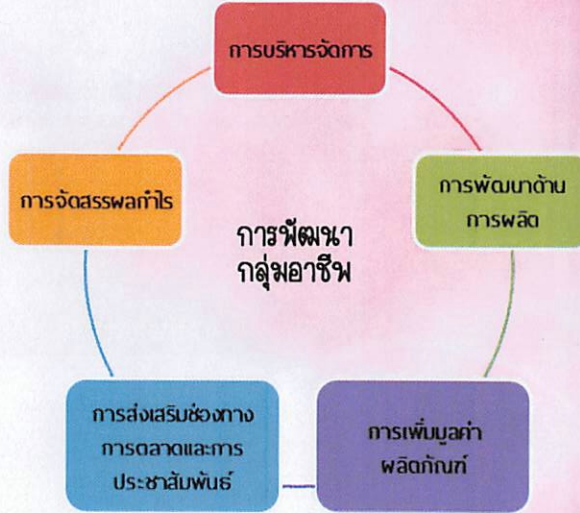 การบริหารจัดการ
การพัฒนาด้าน
การผลิต
การเพิ่มมูลค่า
ผลิตภัณฑ์
การส่งเสริมช่องทาง
การตลาดและการ
ประชาสัมพันธ์
การจัดสรรผลกำไร
การพัฒนา
กลุ่มอาชีพ